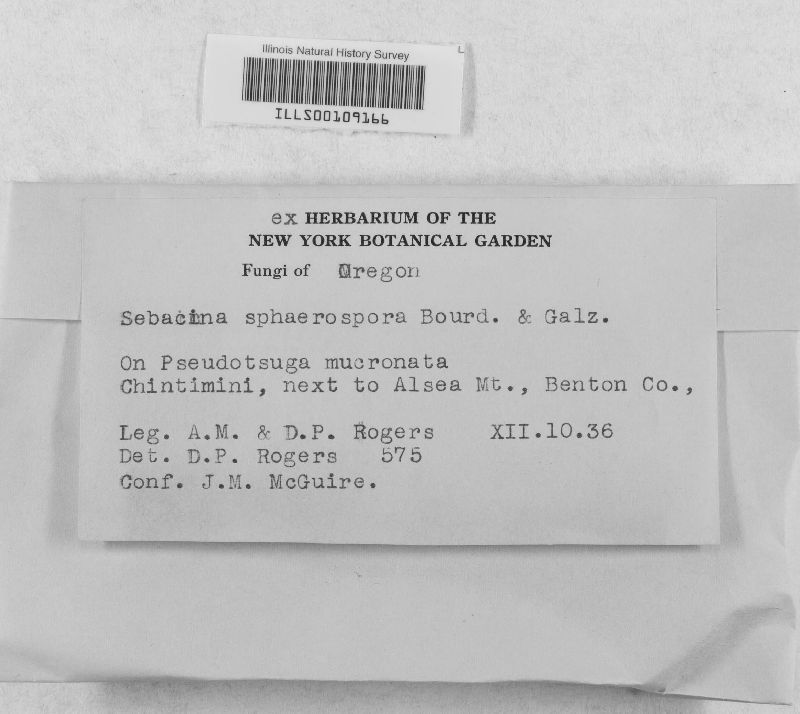 Illinois Natural History Survey
ILLS00109166
ex HERBARIUM OF THE
NEW YORK BOTANICAL GARDEN
Fungi of Oregon
Sebacina sphaerospora Bourd. & Galz.
On Pseudotsuga mucronata
Chintimini, next to Alsea Mt., Benton Co.,
Leg. A.M. & D.P. Rogers XII.10.36
Det. D.P. Rogers 575
Conf. J.M. McGuire.